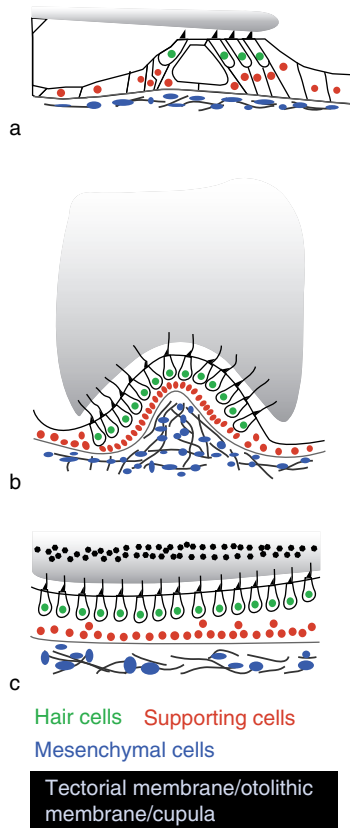 a
b
c
Hair cells Supporting cells
Mesenchymal cells
Tectorial membrane/otolithic
membrane/cupula